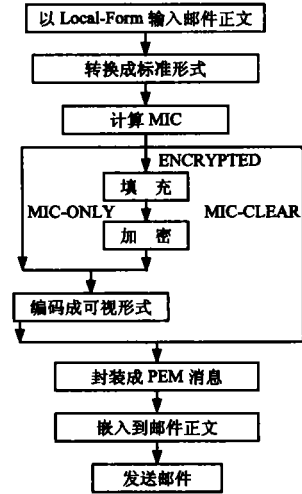 以 Local-Form 输入邮件正文
转换成标准形式
计算 MIC
ENCRYPTED
填 充
MIC-ONLY
MIC-CLEAR
加 密
编码成可视形式
封装成 PEM 消息
嵌入到邮件正文
发送邮件